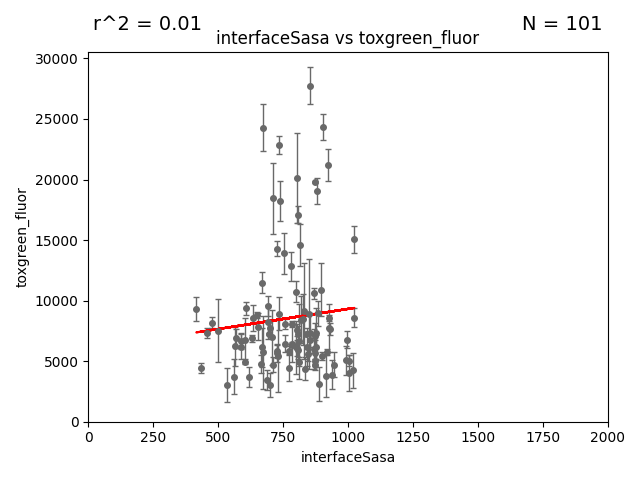 r^2 = 0.01
N = 101
interfaceSasa vs toxgreen_fluor
30000
25000
20000
15000
10000
5000
0
toxgreen_fluor
0 250 500 750 1000 1250 1500 1750 2000
interfaceSasa